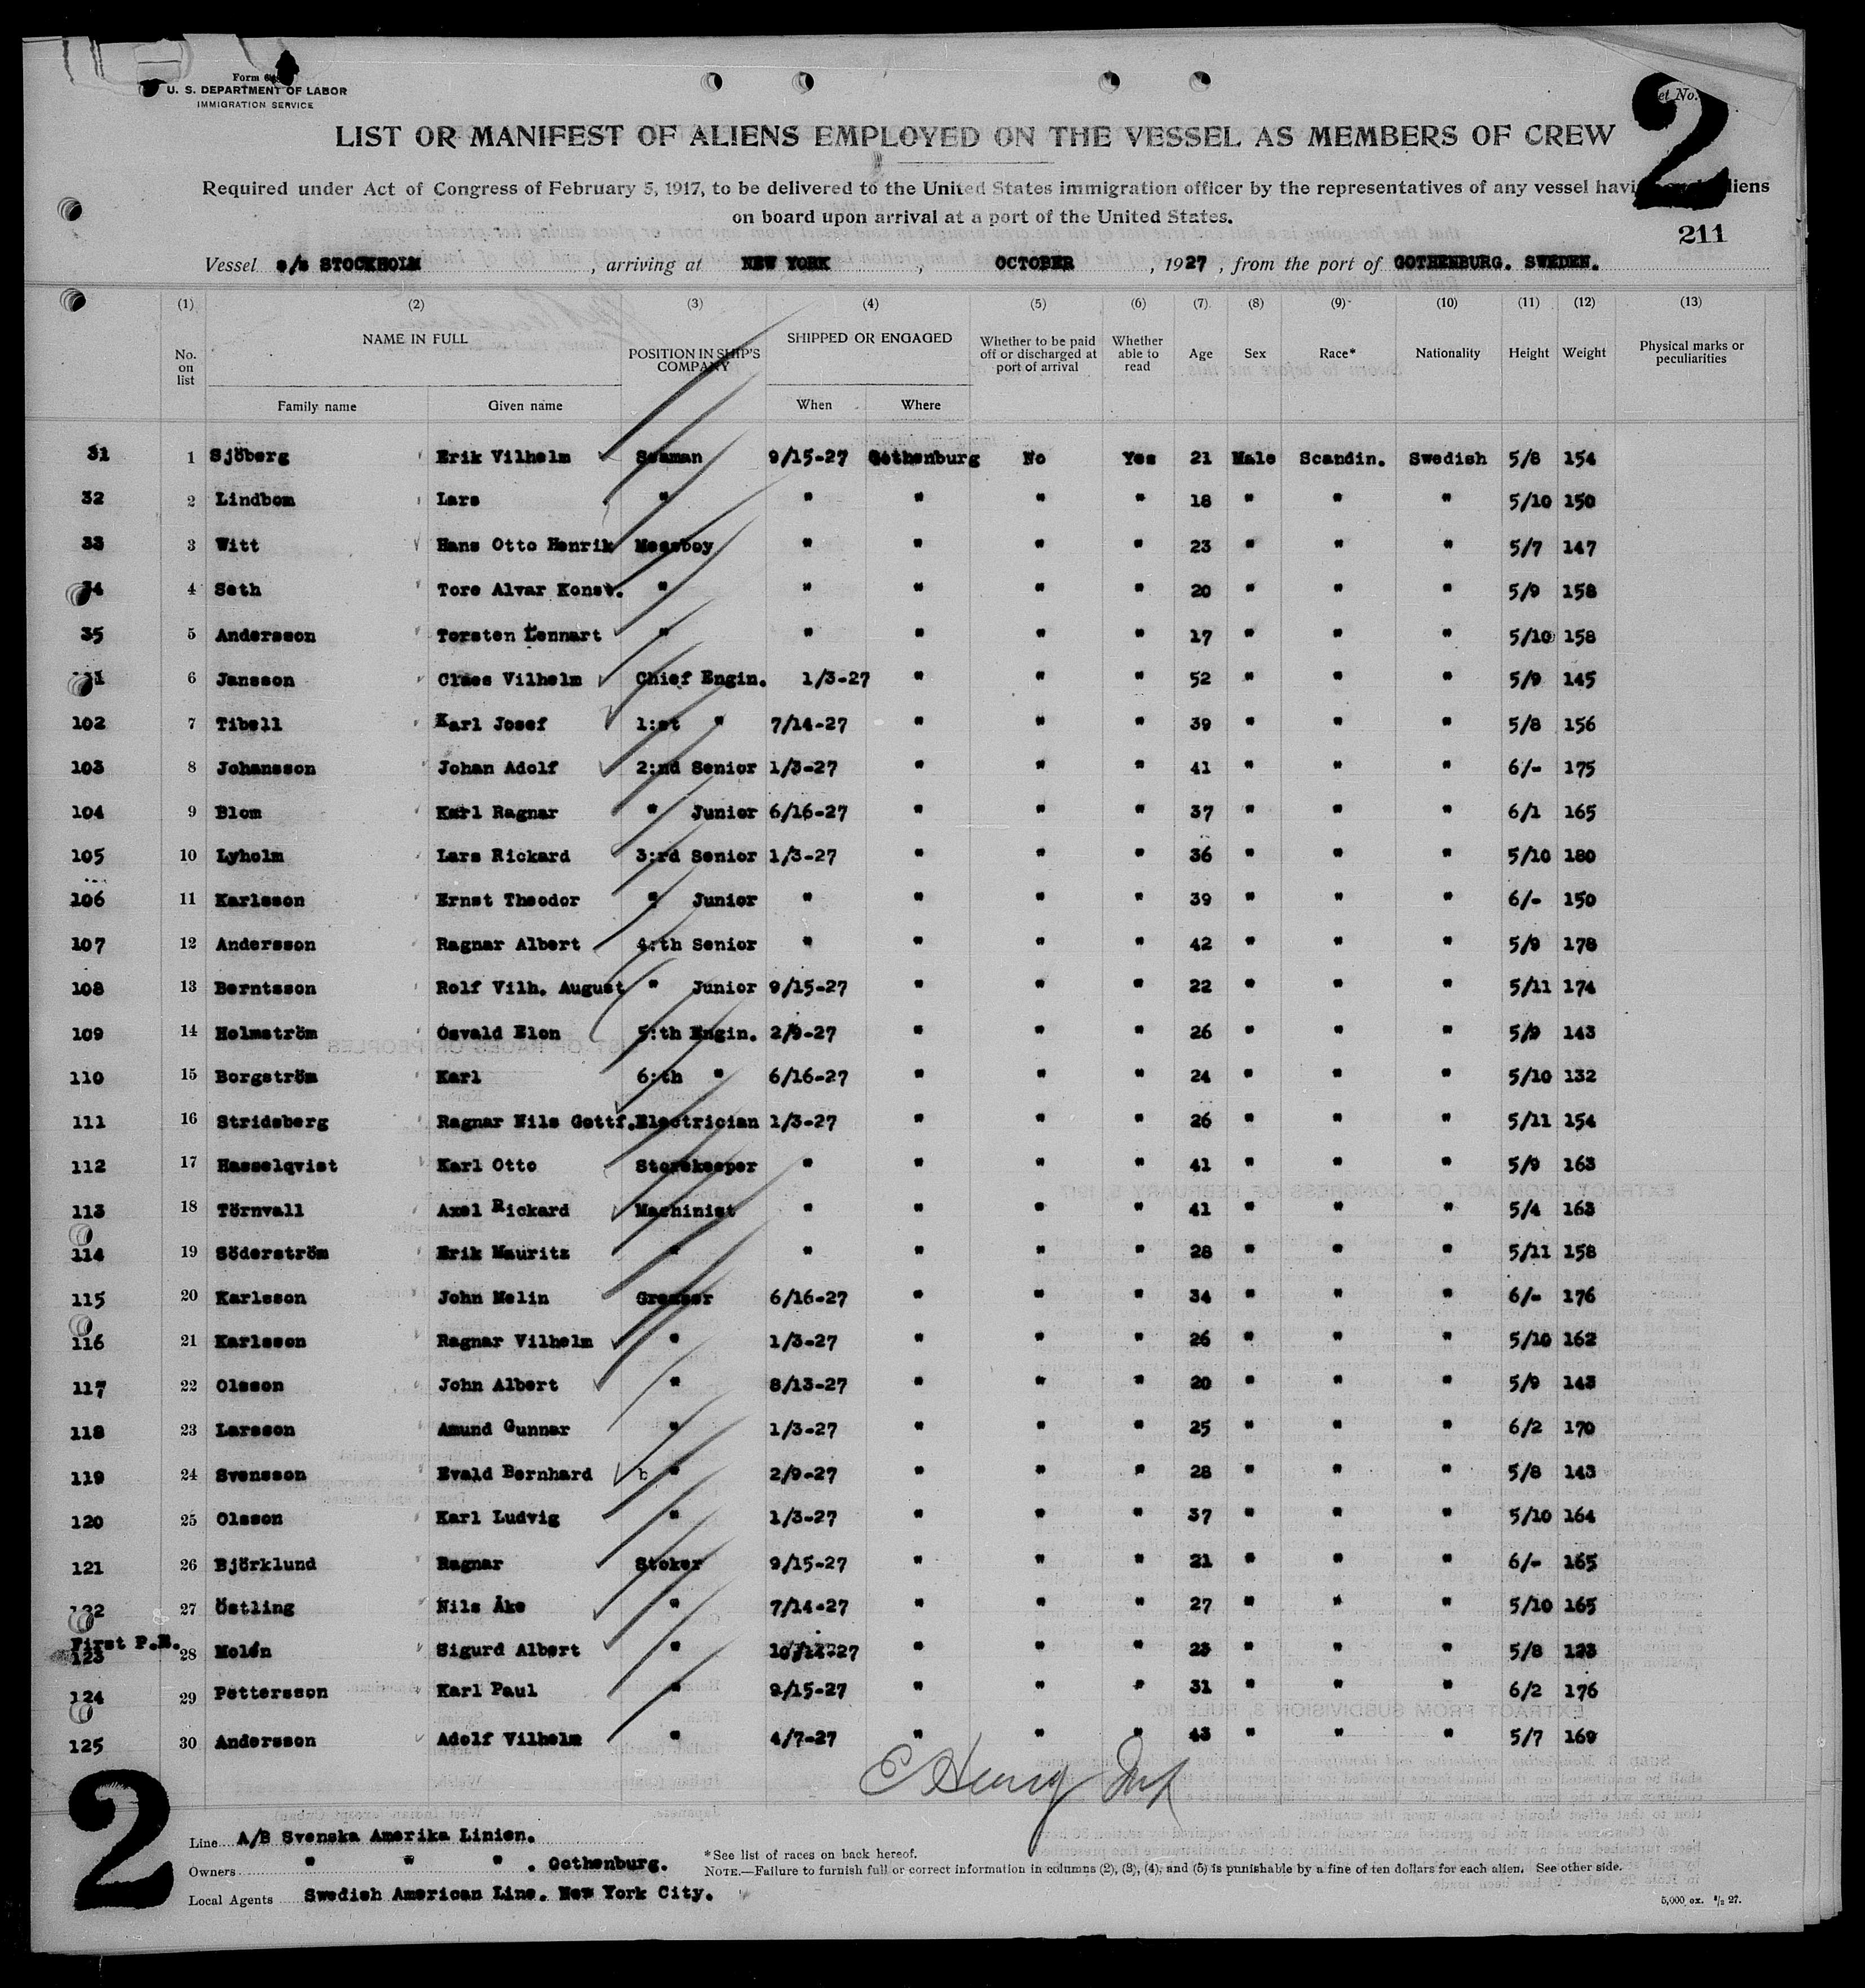 U. S. DEPARTMENT OF LABOR
IMMIGRATION SERVICE
2
LIST OR MANIFEST OF ALIENS EMPLOYED ON THE VESSEL AS MEMBERS OF CREW
Required under Act of Congress of February 5, 1917, to be delivered to the United States immigration officer by the representatives of any vessel
on board upon arrival at a port of the United States.
211
Vessel s/s STOCKHOLM , arriving at NEW YORK , OCTOBER , 1927 , from the port of GOTHENBURG. SWEDEN.
(1) (2) (3) (4) (5) (6) (7) (8) (9) (10) (11) (12) (13)
No. on list NAME IN FULL POSITION IN SHIP'S COMPANY SHIPPED OR ENGAGED Whether to be paid off or discharged at port of arrival Whether able to read Age Sex Race* Nationality Height Weight Physical marks or peculiarities
Family name Given name When Where
31 1 Sjöberg Erik Vilhelm Seaman 9/15-27 Gothenburg No Yes 21 Male Scandin. Swedish 5/8 154
32 2 Lindbom Lars " " " " " 18 " " " 5/10 150
33 3 Witt Hans Otto Henrik Messboy " " " " 23 " " " 5/7 147
34 4 Seth Tore Alvar Konst. " " " " " 20 " " " 5/9 158
35 5 Andersson Torsten Lennart " " " " " 17 " " " 5/10 158
6 Jansson Claes Vilhelm Chief Engin. 1/3-27 " " " 52 " " " 5/9 145
102 7 Tibell Karl Josef 1:st " 7/14-27 " " " 39 " " " 5/8 156
103 8 Johansson Johan Adolf 2:nd Senior 1/3-27 " " " 41 " " " 6/- 175
104 9 Blom Karl Ragnar " Junior 6/16-27 " " " 37 " " " 6/1 165
105 10 Lyholm Lars Rickard 3:rd Senior 1/3-27 " " " 36 " " " 5/10 180
106 11 Karlsson Ernst Theodor " Junior " " " " 39 " " " 6/- 150
107 12 Andersson Ragnar Albert 4:th Senior " " " " 42 " " " 5/9 178
108 13 Berntsson Rolf Vilh. August " Junior 9/15-27 " " " 22 " " " 5/11 174
109 14 Holmström Osvald Elon 5:th Engin. 2/9-27 " " " 26 " " " 5/9 143
110 15 Borgström Karl 6:th " 6/16-27 " " " 24 " " " 5/10 132
111 16 Stridsberg Ragnar Nils Gottf. Electrician 1/3-27 " " " 26 " " " 5/11 154
112 17 Hasselqvist Karl Otto Storekeeper " " " " 41 " " " 5/9 163
113 18 Törnvall Axel Rickard Machinist " " " " 41 " " " 5/4 163
114 19 Söderström Erik Mauritz " " " " " 28 " " " 5/11 158
115 20 Karlsson John Melin Greaser 6/16-27 " " " 34 " " " 6/- 176
116 21 Karlsson Ragnar Vilhelm " 1/3-27 " " " 26 " " " 5/10 162
117 22 Olsson John Albert " 8/13-27 " " " 20 " " " 5/9 143
118 23 Larsson Amund Gunnar " 1/3-27 " " " 25 " " " 6/2 170
119 24 Svensson Evald Bernhard " 2/9-27 " " " 28 " " " 5/8 143
120 25 Olsson Karl Ludvig " 1/3-27 " " " 37 " " " 5/10 164
121 26 Björklund Ragnar Stoker 9/15-27 " " " 21 " " " 6/- 165
122 27 Östling Nils Åke " 7/14-27 " " " 27 " " " 5/10 165
First P.M.
123 28 Molén Sigurd Albert " " " " 23 " " " 5/8 123
124 29 Pettersson Karl Paul " 9/15-27 " " " 31 " " " 6/2 176
125 30 Andersson Adolf Vilhelm " 4/7-27 " " " 43 " " " 5/7 169
E Henry
2
Line A/B Svenska Amerika Linien.
Owners " " " . Gothenburg.
Local Agents Swedish American Line. New York City.
*See list of races on back hereof.
NOTE.—Failure to furnish full or correct information in columns (2), (3), (4), and (5) is punishable by a fine of ten dollars for each alien. See other side.